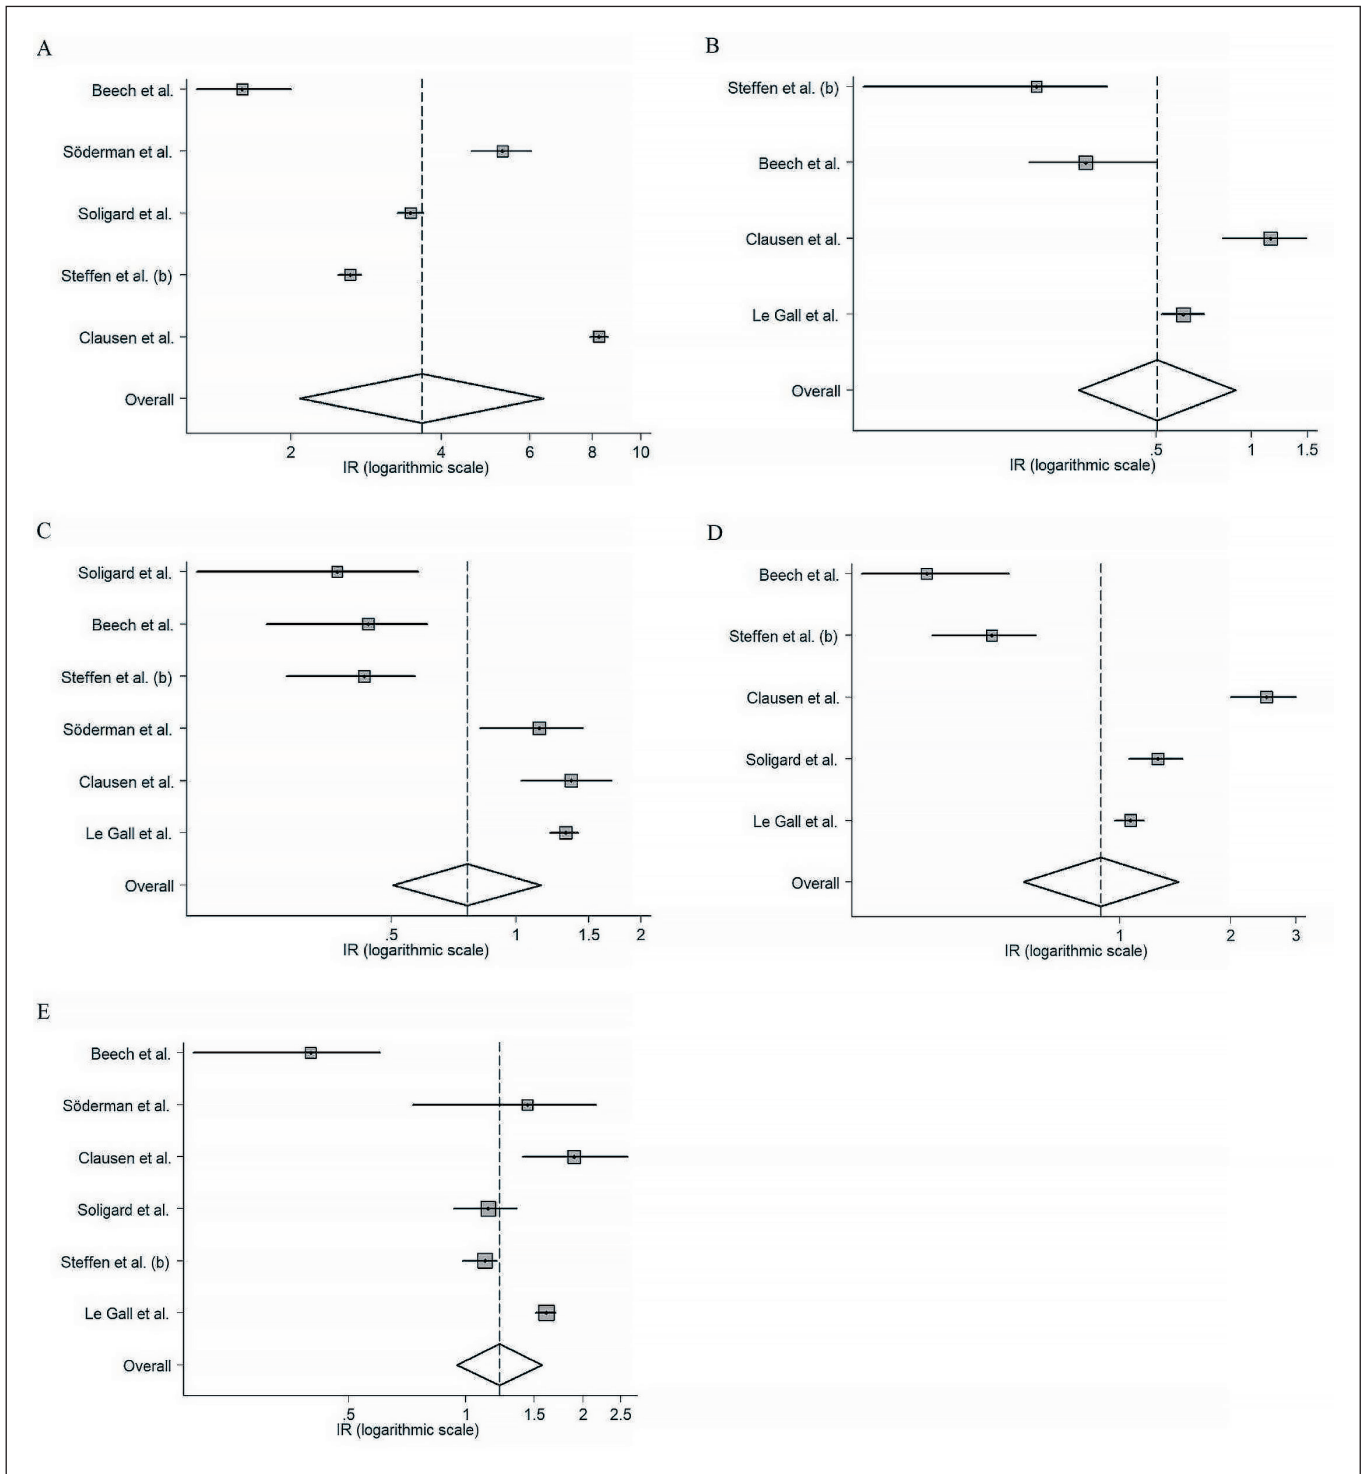 A
Beech et al.
Söderman et al.
Soligard et al.
Steffen et al. (b)
Clausen et al.
Overall
2 4 6 8 10
IR (logarithmic scale)
B
Steffen et al. (b)
Beech et al.
Clausen et al.
Le Gall et al.
Overall
.5 1 1.5
IR (logarithmic scale)
C
Soligard et al.
Beech et al.
Steffen et al. (b)
Söderman et al.
Clausen et al.
Le Gall et al.
Overall
.5 1 1.5 2
IR (logarithmic scale)
D
Beech et al.
Steffen et al. (b)
Clausen et al.
Soligard et al.
Le Gall et al.
Overall
1 2 3
IR (logarithmic scale)
E
Beech et al.
Söderman et al.
Clausen et al.
Soligard et al.
Steffen et al. (b)
Le Gall et al.
Overall
.5 1 1.5 2 2.5
IR (logarithmic scale)